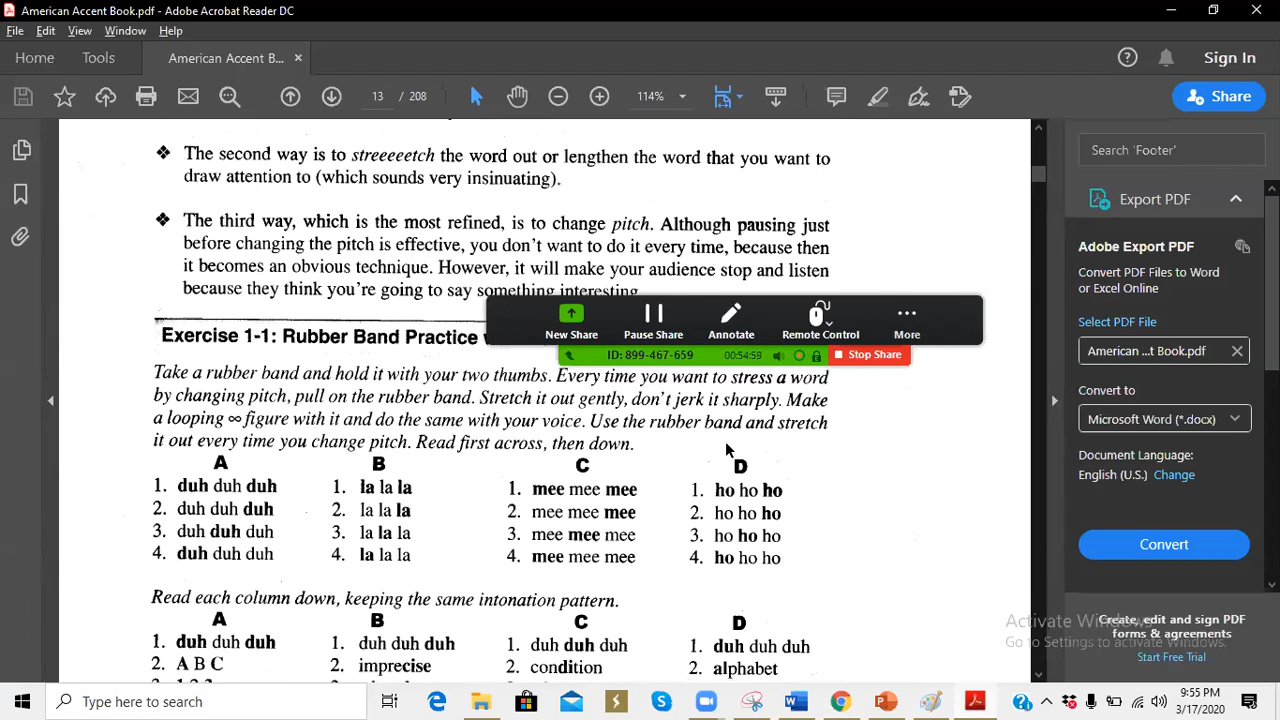 American Accent Book.pdf - Adobe Acrobat Reader DC
File Edit View Window Help
Home Tools American Accent B... × Sign In
13 / 208 114% Share
❖ The second way is to streeeeetch the word out or lengthen the word that you want to
draw attention to (which sounds very insinuating).
❖ The third way, which is the most refined, is to change pitch. Although pausing just
before changing the pitch is effective, you don't want to do it every time, because then
it becomes an obvious technique. However, it will make your audience stop and listen
because they think you're going to say something interesting.
New Share Pause Share Annotate Remote Control More
ID: 899-467-659 00:54:59 Stop Share
Exercise 1-1: Rubber Band Practice
Take a rubber band and hold it with your two thumbs. Every time you want to stress a word
by changing pitch, pull on the rubber band. Stretch it out gently, don't jerk it sharply. Make
a looping ∞ figure with it and do the same with your voice. Use the rubber band and stretch
it out every time you change pitch. Read first across, then down.
A B C D
1. duh duh duh 1. la la la 1. mee mee mee 1. ho ho ho
2. duh duh duh 2. la la la 2. mee mee mee 2. ho ho ho
3. duh duh duh 3. la la la 3. mee mee mee 3. ho ho ho
4. duh duh duh 4. la la la 4. mee mee mee 4. ho ho ho
Read each column down, keeping the same intonation pattern.
A B C D
1. duh duh duh 1. duh duh duh 1. duh duh duh 1. duh duh duh
2. A B C 2. imprecise 2. condition 2. alphabet
Search 'Footer'
Export PDF
Adobe Export PDF
Convert PDF Files to Word
or Excel Online
Select PDF File
American ...t Book.pdf ×
Convert to
Microsoft Word (*.docx)
Document Language:
English (U.S.) Change
Convert
Create, edit and sign PDF
forms & agreements
Start Free Trial
Activate Windows
Go to Settings to activate Windows.
Type here to search
9:55 PM
3/17/2020